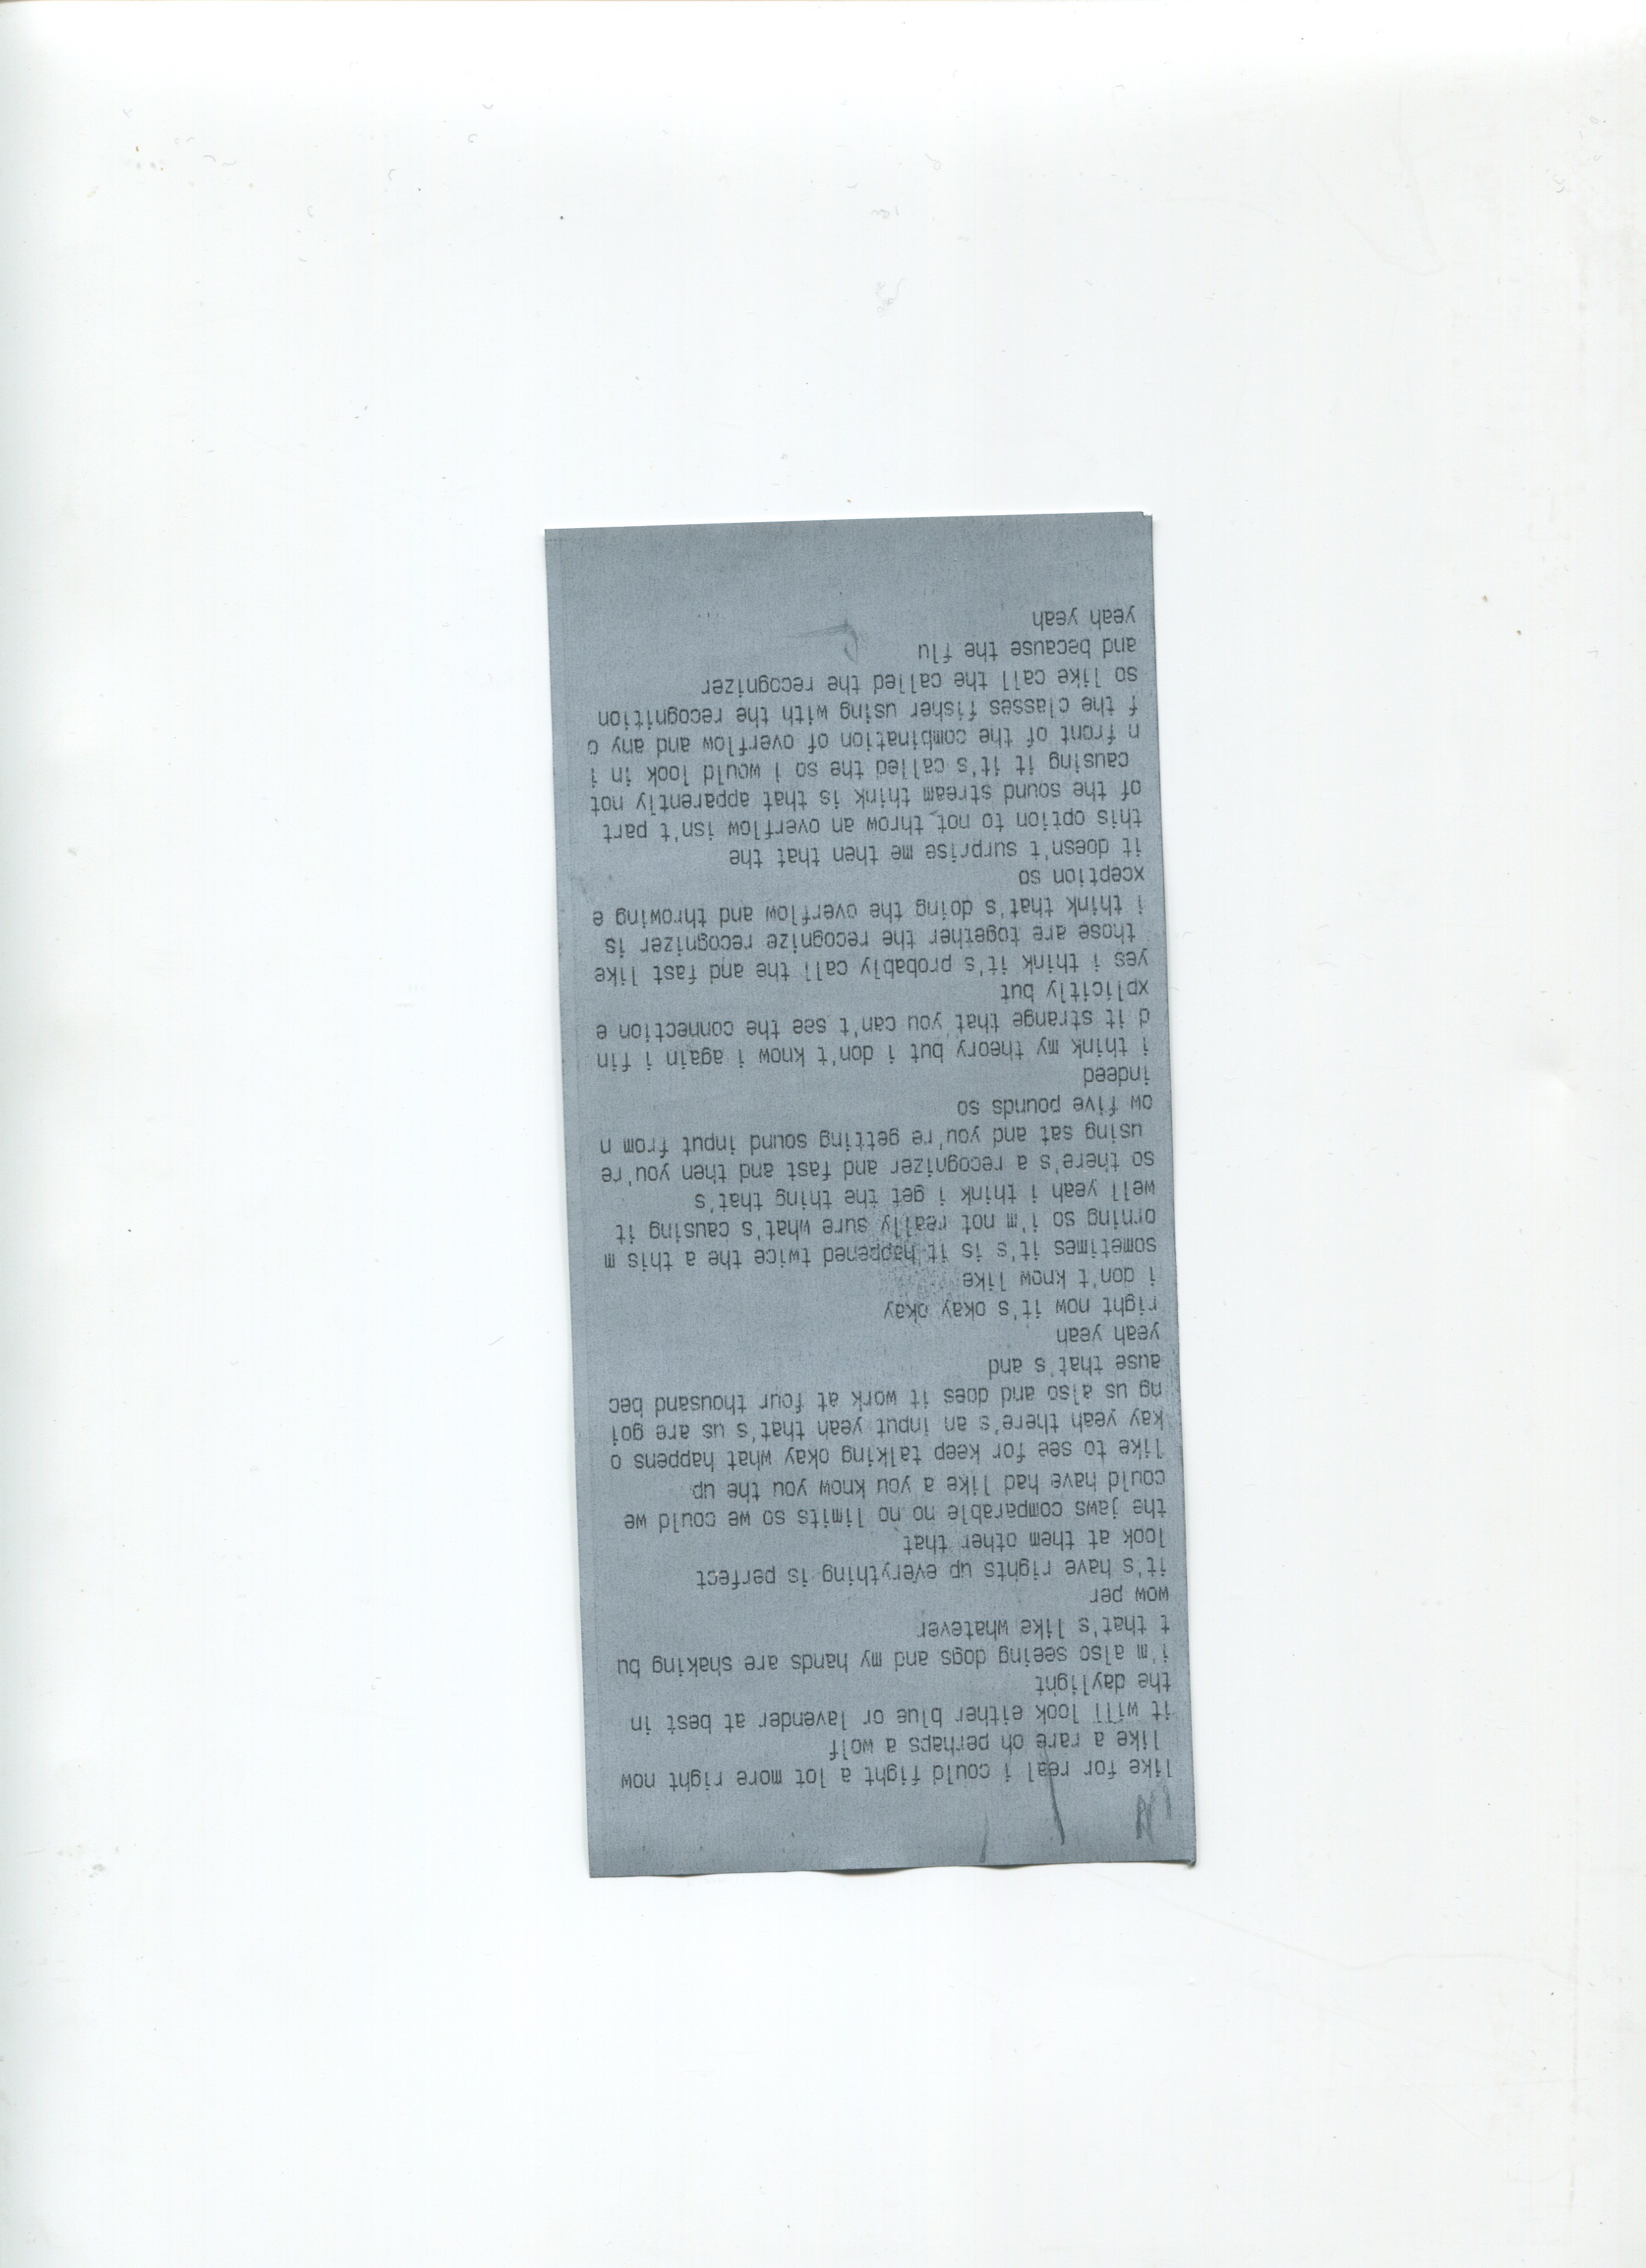 like for real i could fight a lot more right now
 like a rare oh perhaps a wolf
it will look either blue or lavender at best in
the daylight
i'm also seeing dogs and my hands are shaking bu
t that's like whatever
wow per
it's have rights up everything is perfect
look at them other that
the jaws comparable no no limits so we could we
could have had like a you know you the up
like to see for keep talking okay what happens o
kay yeah there's an input yeah that's us are goi
ng us also and does it work at four thousand bec
ause that's and
yeah yeah
right now it's okay okay
i don't know like
sometimes it's is it happened twice the a this m
orning so i'm not really sure what's causing it
well yeah i think i get the thing that's
so there's a recognizer and fast and then you're
 using sat and you're getting sound input from n
ow five pounds so
indeed
i think my theory but i don't know i again i fin
d it strange that you can't see the connection e
xplicitly but
yes i think it's probably call the and fast like
 those are together the recognize recognizer is
i think that's doing the overflow and throwing e
xception so
it doesn't surprise me then that the
this option to not throw an overflow isn't part
of the sound stream think is that apparently not
 causing it it's called the so i would look in i
n front of the combination of overflow and any o
f the classes fisher using with the recognition
so like call the called the recognizer
and because the flu
yeah yeah